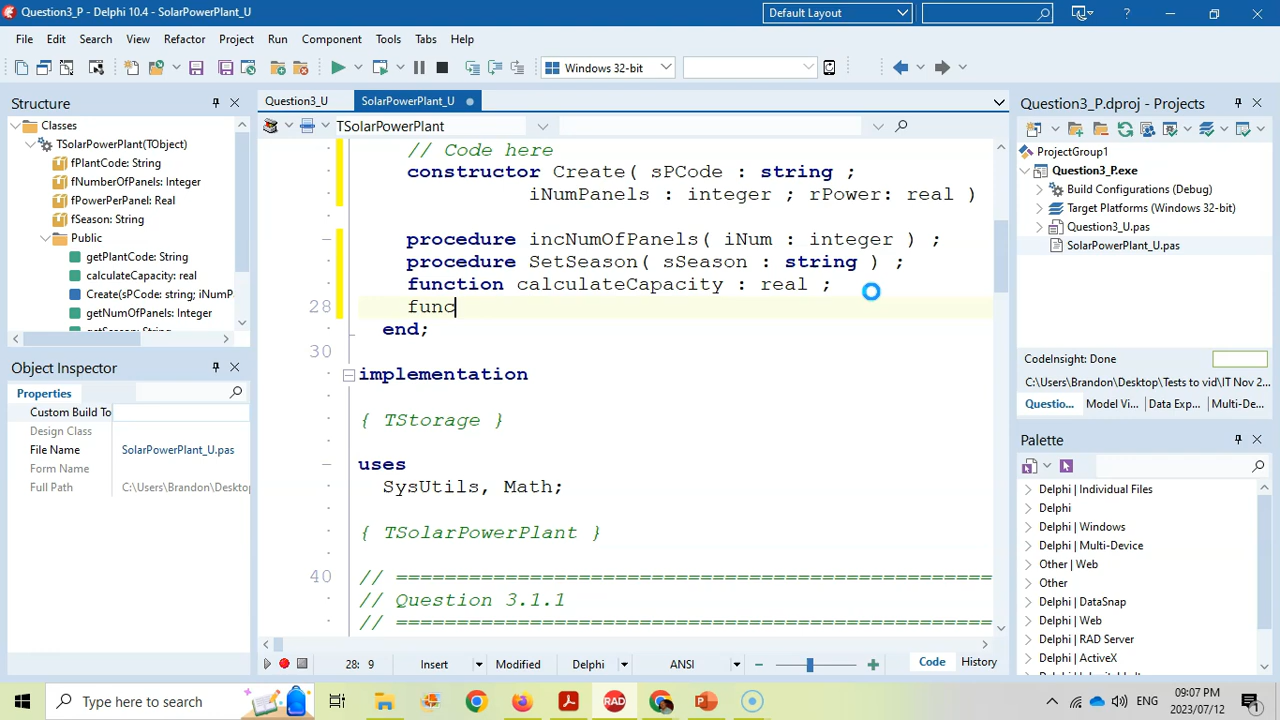 Question3_P - Delphi 10.4 - SolarPowerPlant_U
Default Layout
File Edit Search View Refactor Project Run Component Tools Tabs Help
Windows 32-bit
Structure
Classes
TSolarPowerPlant(TObject)
fPlantCode: String
fNumberOfPanels: Integer
fPowerPerPanel: Real
fSeason: String
Public
getPlantCode: String
calculateCapacity: real
Create(sPCode: string; iNumP
getNumOfPanels: Integer
getSeason: String
Object Inspector
Properties
Custom Build To
Design Class
File Name SolarPowerPlant_U.pas
Form Name
Full Path C:\Users\Brandon\Deskto
Question3_U SolarPowerPlant_U
TSolarPowerPlant
// Code here
constructor Create( sPCode : string ;
iNumPanels : integer ; rPower: real )
procedure incNumOfPanels( iNum : integer ) ;
procedure SetSeason( sSeason : string ) ;
function calculateCapacity : real ;
28 func
end;
30
implementation
{ TStorage }
uses
SysUtils, Math;
{ TSolarPowerPlant }
40 // =================================================
// Question 3.1.1
// =================================================
28: 9 Insert Modified Delphi ANSI Code History
Question3_P.dproj - Projects
ProjectGroup1
Question3_P.exe
Build Configurations (Debug)
Target Platforms (Windows 32-bit)
Question3_U.pas
SolarPowerPlant_U.pas
CodeInsight: Done
C:\Users\Brandon\Desktop\Tests to vid\IT Nov 2...
Questio... Model Vi... Data Exp... Multi-De...
Palette
Delphi | Individual Files
Delphi
Delphi | Windows
Delphi | Multi-Device
Other | Web
Other
Delphi | DataSnap
Delphi | Web
RAD Server
Delphi | ActiveX
Type here to search
RAD
ENG
09:07 PM
2023/07/12